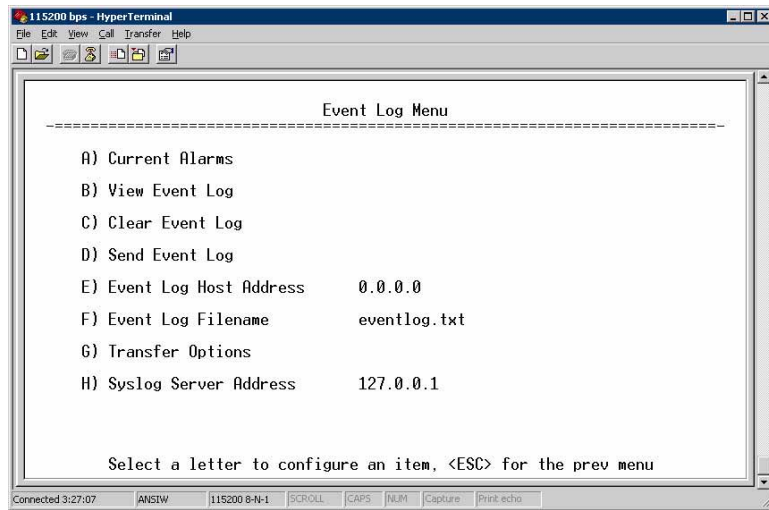 115200 bps - HyperTerminal
File Edit View Call Transfer Help
Event Log Menu
-==========================================================================-
A) Current Alarms
B) View Event Log
C) Clear Event Log
D) Send Event Log
E) Event Log Host Address 0.0.0.0
F) Event Log Filename eventlog.txt
G) Transfer Options
H) Syslog Server Address 127.0.0.1
Select a letter to configure an item, <ESC> for the prev menu
Connected 3:27:07 ANSIW 115200 8-N-1 SCROLL CAPS NUM Capture Print echo